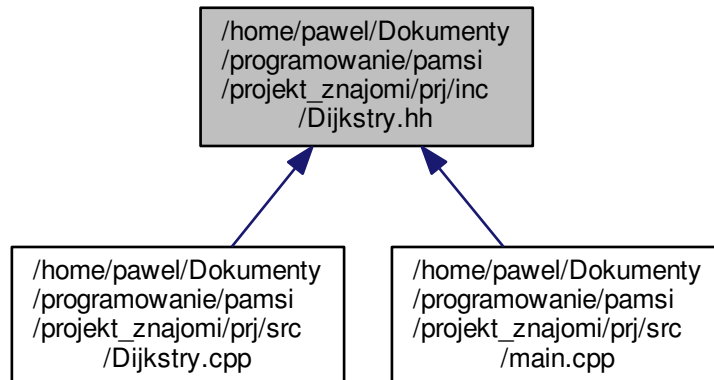 /home/pawel/Dokumenty
/programowanie/pamsi
/projekt_znajomi/prj/inc
/Dijkstry.hh
/home/pawel/Dokumenty
/programowanie/pamsi
/projekt_znajomi/prj/src
/Dijkstry.cpp
/home/pawel/Dokumenty
/programowanie/pamsi
/projekt_znajomi/prj/src
/main.cpp